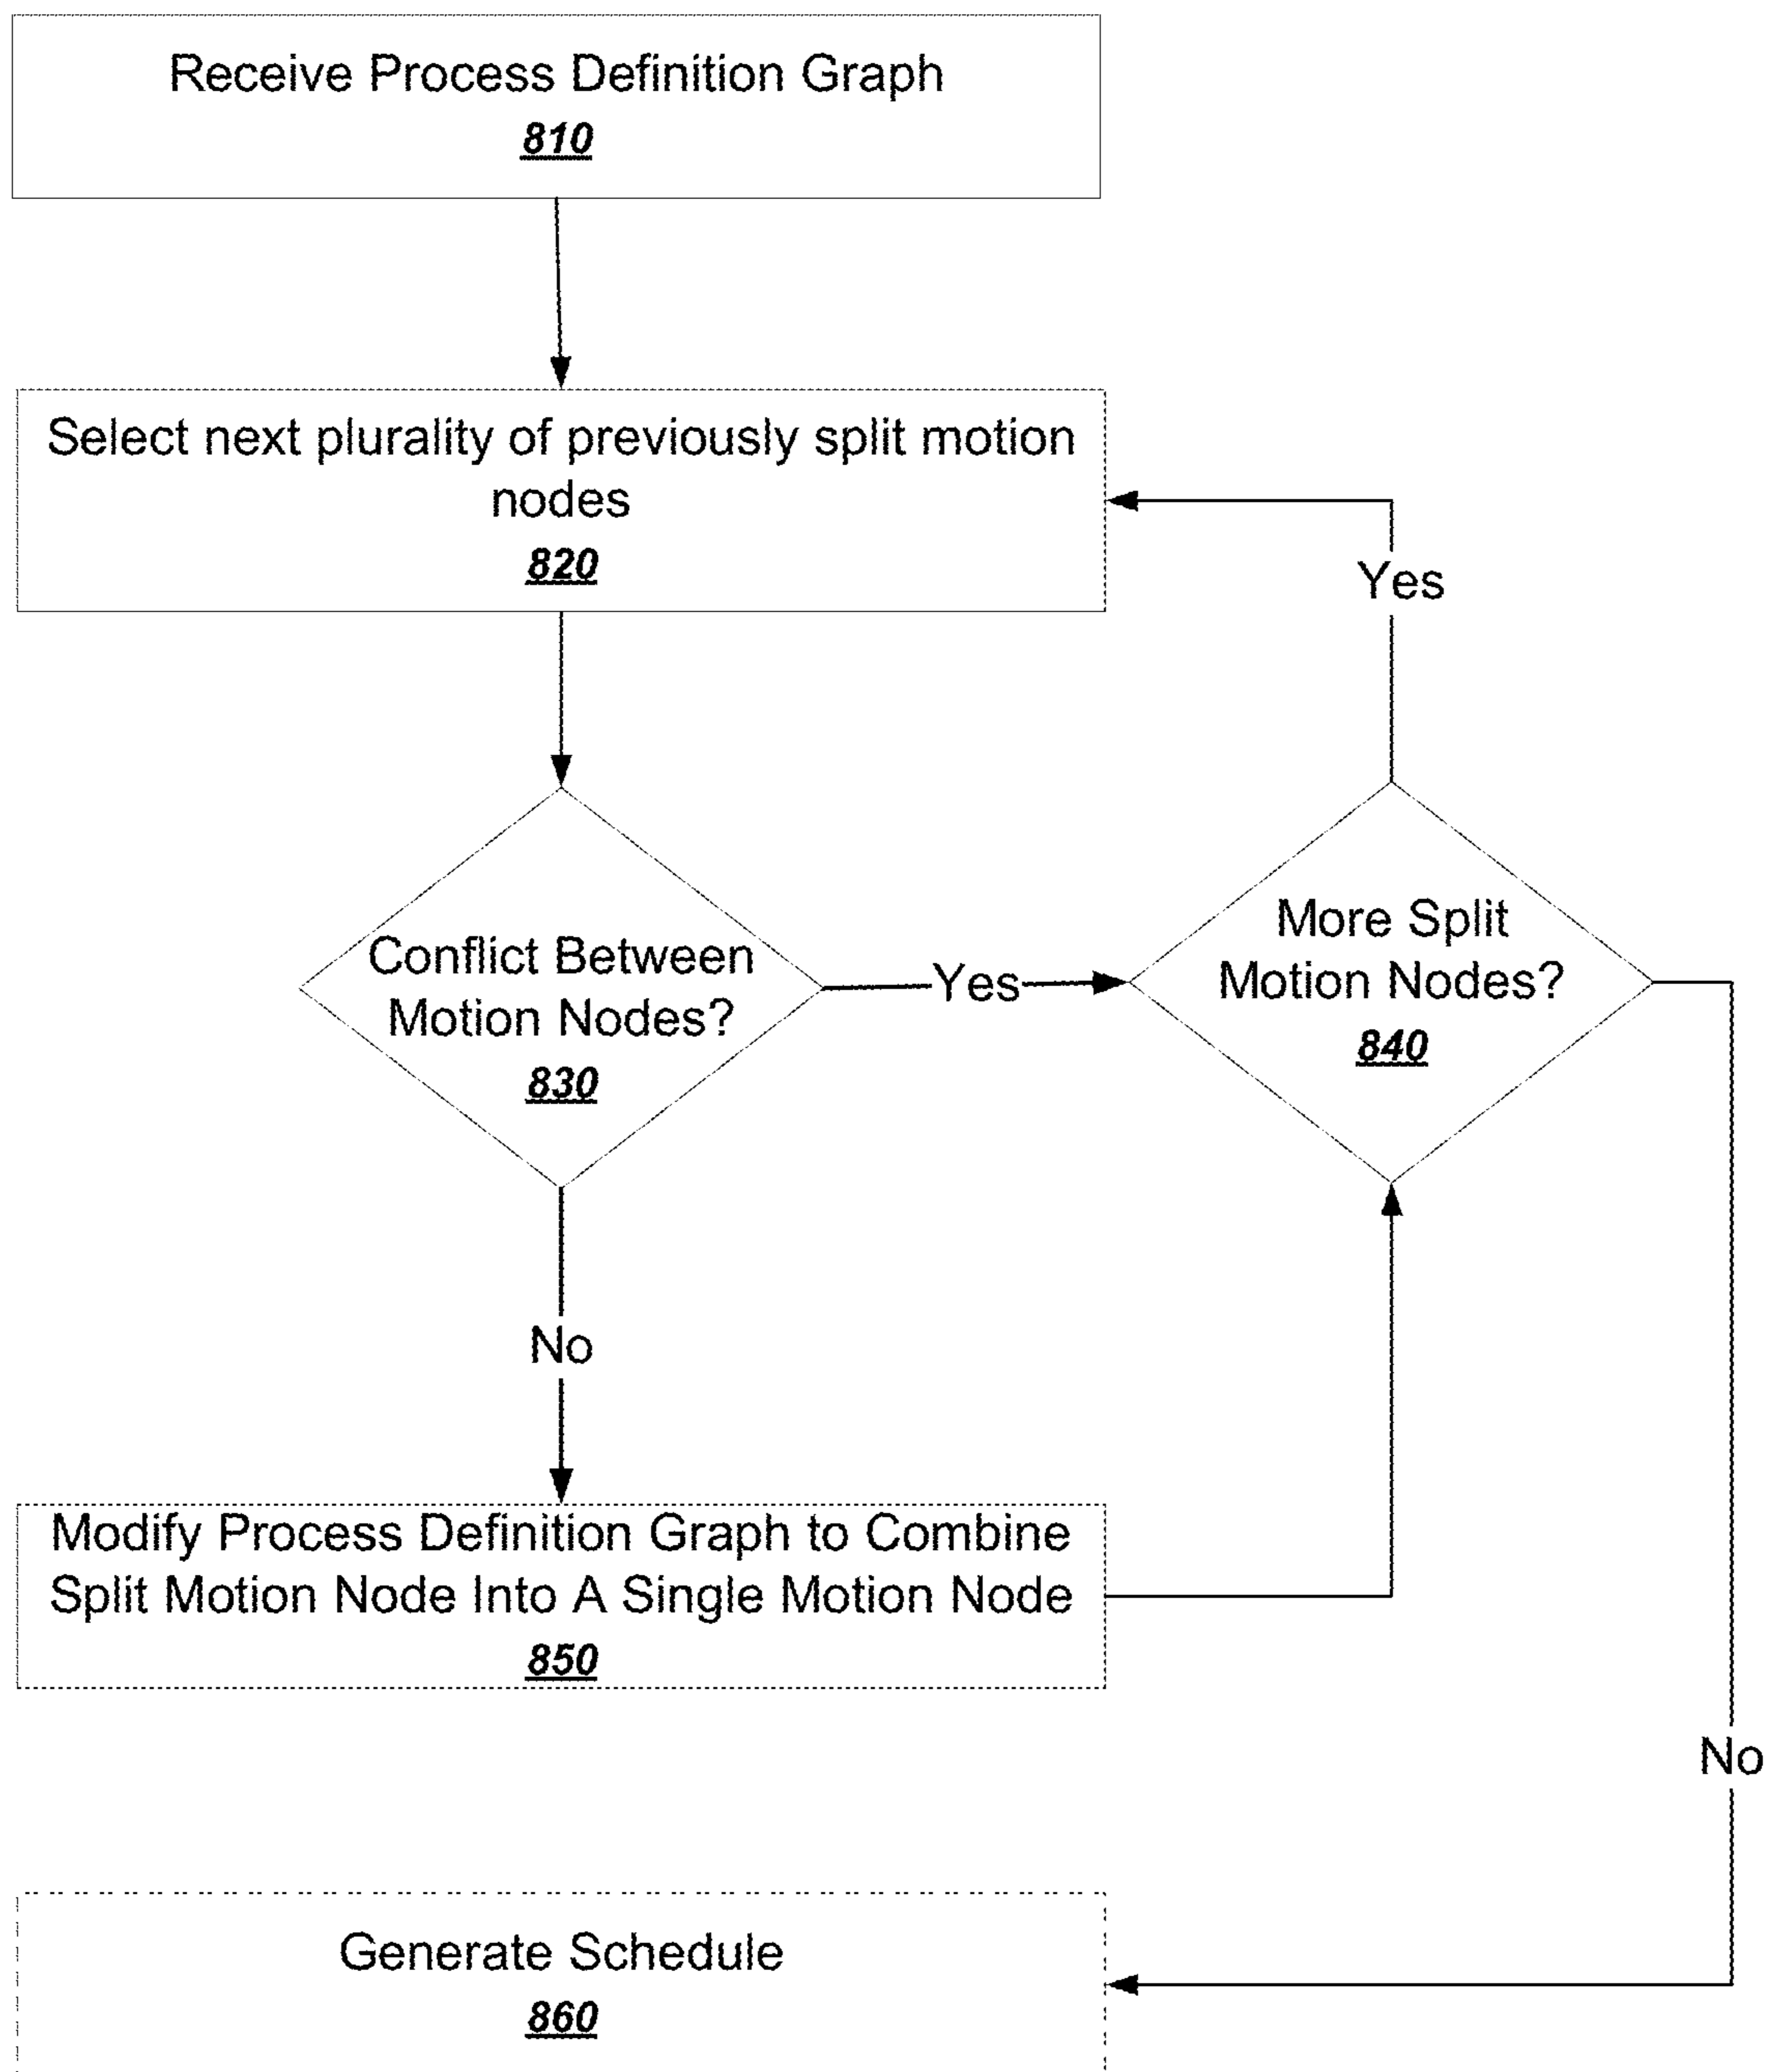 Receive Process Definition Graph
810
Select next plurality of previously split motion
nodes
820
Yes
Conflict Between
Motion Nodes?
830
Yes
More Split
Motion Nodes?
840
No
Modify Process Definition Graph to Combine
Split Motion Node Into A Single Motion Node
850
No
Generate Schedule
860